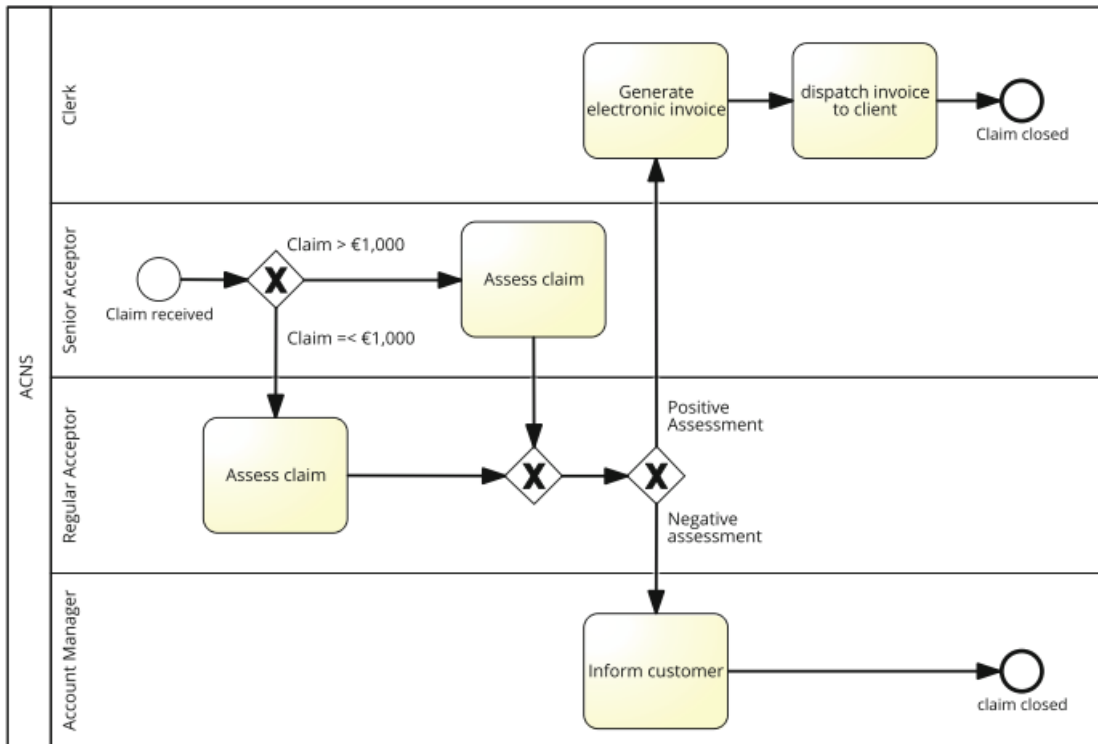 ACNS
Clerk
Generate
electronic invoice
dispatch invoice
to client
Claim closed
Senior Acceptor
Claim received
X
Claim > €1,000
Claim =< €1,000
Assess claim
Regular Acceptor
Assess claim
X
X
Positive
Assessment
Negative
assessment
Account Manager
Inform customer
claim closed